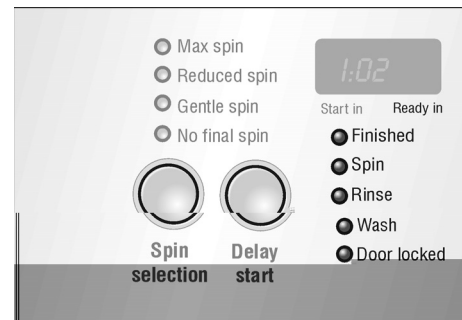 Max spin
Reduced spin
Gentle spin
No final spin
1:02
Start in Ready in
Finished
Spin
Rinse
Wash
Door locked
Spin selection
Delay start